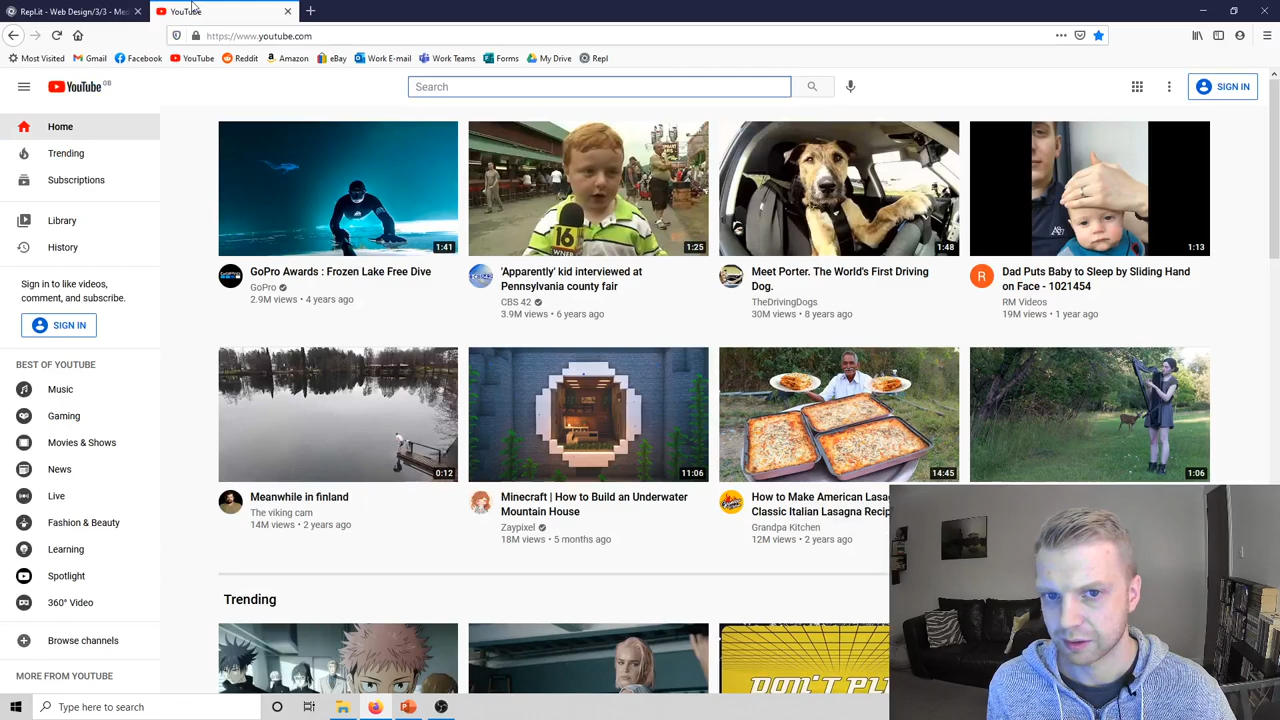 Repl.it - Web Design/3/3 - Me
YouTube
https://www.youtube.com
Most Visited Gmail Facebook YouTube Reddit Amazon eBay Work E-mail Work Teams Forms My Drive Repl
YouTube GB
Search
SIGN IN
Home
Trending
Subscriptions
Library
History
Sign in to like videos,
comment, and subscribe.
SIGN IN
BEST OF YOUTUBE
Music
Gaming
Movies & Shows
News
Live
Fashion & Beauty
Learning
Spotlight
360° Video
Browse channels
MORE FROM YOUTUBE
1:41
GoPro Awards : Frozen Lake Free Dive
GoPro
2.9M views • 4 years ago
16
WNEP
1:25
'Apparently' kid interviewed at
Pennsylvania county fair
CBS 42
3.9M views • 6 years ago
1:48
Meet Porter. The World's First Driving
Dog.
TheDrivingDogs
30M views • 8 years ago
1:13
R
Dad Puts Baby to Sleep by Sliding Hand
on Face - 1021454
RM Videos
19M views • 1 year ago
0:12
Meanwhile in finland
The viking cam
14M views • 2 years ago
11:06
Minecraft | How to Build an Underwater
Mountain House
Zaypixel
18M views • 5 months ago
14:45
How to Make American Lasa
Classic Italian Lasagna Recip
Grandpa Kitchen
12M views • 2 years ago
1:06
Trending
DON'T PL
Type here to search